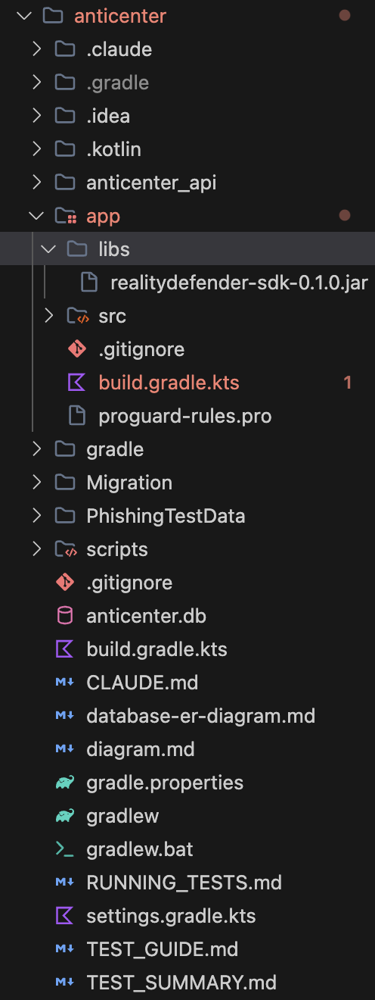 anticenter
.claude
.gradle
.idea
.kotlin
anticenter_api
app
libs
realitydefender-sdk-0.1.0.jar
src
.gitignore
build.gradle.kts 1
proguard-rules.pro
gradle
Migration
PhishingTestData
scripts
.gitignore
anticenter.db
build.gradle.kts
CLAUDE.md
database-er-diagram.md
diagram.md
gradle.properties
gradlew
gradlew.bat
RUNNING_TESTS.md
settings.gradle.kts
TEST_GUIDE.md
TEST_SUMMARY.md